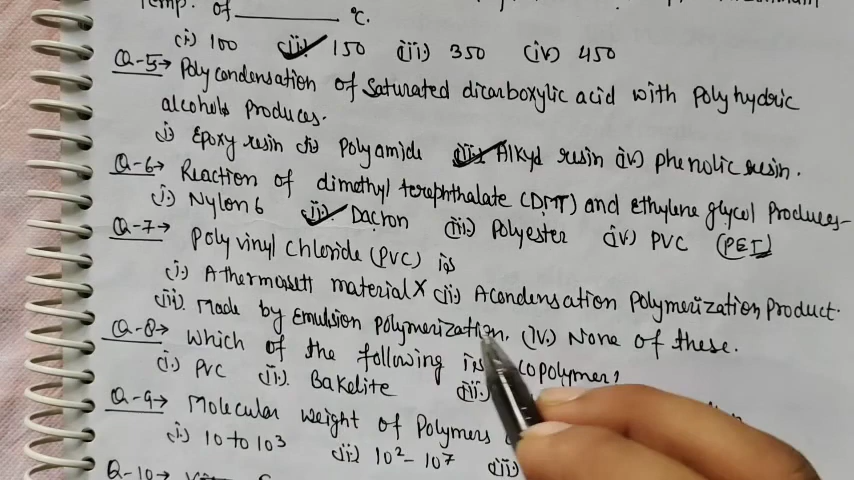 Temp. of ________ °C.
(i) 100 (ii) 150 (iii) 350 (iv) 450
Q-5→ Polycondensation of saturated dicarboxylic acid with polyhydric
alcohols produces.
i) Epoxy resin (ii) Polyamide (iii) Alkyd resin (iv) phenolic resin.
Q-6→ Reaction of dimethyl terephthalate (DMT) and Ethylene glycol Produces-
i) Nylon 6 (ii) Dacron (iii) Polyester (iv) PVC (PET)
Q-7→ Polyvinyl chloride (PVC) is
(i) A thermosett material X (ii) A condensation Polymerization Product.
(iii) Made by Emulsion polymerization. (iv) None of these.
Q-8→ Which of the following is copolymer?
(i) PVC (ii). Bakelite (iii).
Q-9→ Molecular weight of Polymers
(i) 10 to 10³ (ii) 10² - 10⁷ (iii)
Q-10→